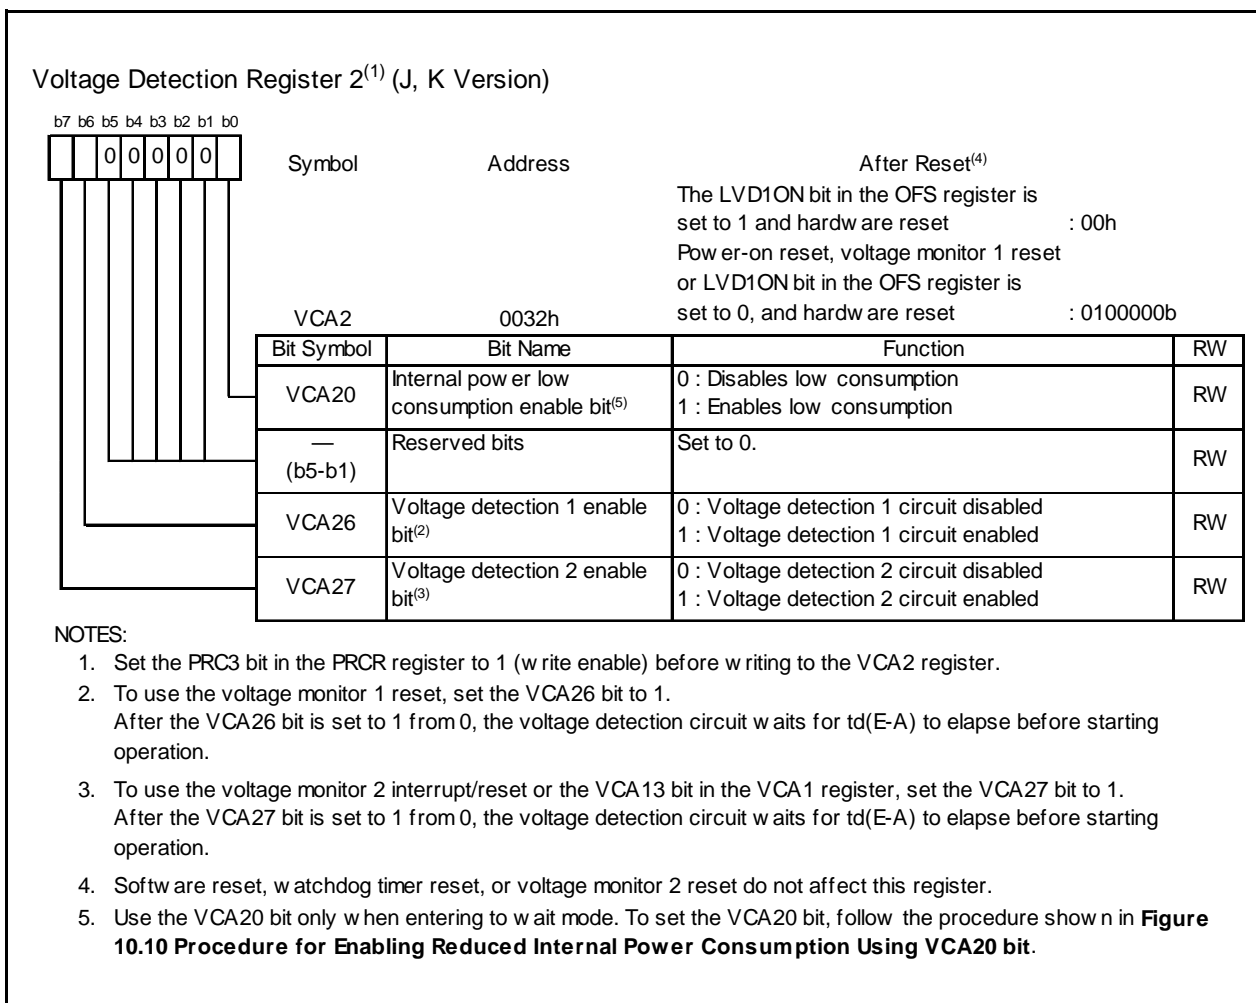 Voltage Detection Register 2(1) (J, K Version)
b7 b6 b5 b4 b3 b2 b1 b0
0 0 0 0 0
Symbol Address After Reset(4)
The LVD1ON bit in the OFS register is
set to 1 and hardware reset : 00h
Power-on reset, voltage monitor 1 reset
or LVD1ON bit in the OFS register is
VCA2 0032h set to 0, and hardware reset : 0100000b
Bit Symbol Bit Name Function RW
VCA20 Internal power low consumption enable bit(5) 0 : Disables low consumption RW
1 : Enables low consumption
— (b5-b1) Reserved bits Set to 0. RW
VCA26 Voltage detection 1 enable bit(2) 0 : Voltage detection 1 circuit disabled RW
1 : Voltage detection 1 circuit enabled
VCA27 Voltage detection 2 enable bit(3) 0 : Voltage detection 2 circuit disabled RW
1 : Voltage detection 2 circuit enabled
NOTES:
1. Set the PRC3 bit in the PRCR register to 1 (write enable) before writing to the VCA2 register.
2. To use the voltage monitor 1 reset, set the VCA26 bit to 1.
After the VCA26 bit is set to 1 from 0, the voltage detection circuit waits for td(E-A) to elapse before starting
operation.
3. To use the voltage monitor 2 interrupt/reset or the VCA13 bit in the VCA1 register, set the VCA27 bit to 1.
After the VCA27 bit is set to 1 from 0, the voltage detection circuit waits for td(E-A) to elapse before starting
operation.
4. Software reset, watchdog timer reset, or voltage monitor 2 reset do not affect this register.
5. Use the VCA20 bit only when entering to wait mode. To set the VCA20 bit, follow the procedure shown in Figure
10.10 Procedure for Enabling Reduced Internal Power Consumption Using VCA20 bit.